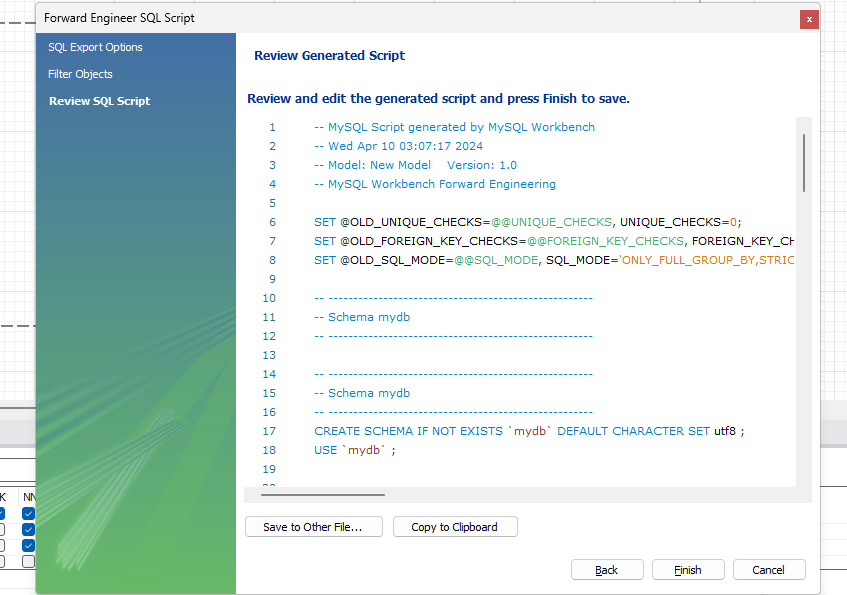 Forward Engineer SQL Script
x
SQL Export Options
Filter Objects
Review SQL Script
Review Generated Script
Review and edit the generated script and press Finish to save.
1 -- MySQL Script generated by MySQL Workbench
2 -- Wed Apr 10 03:07:17 2024
3 -- Model: New Model    Version: 1.0
4 -- MySQL Workbench Forward Engineering
5
6 SET @OLD_UNIQUE_CHECKS=@@UNIQUE_CHECKS, UNIQUE_CHECKS=0;
7 SET @OLD_FOREIGN_KEY_CHECKS=@@FOREIGN_KEY_CHECKS, FOREIGN_KEY_CH
8 SET @OLD_SQL_MODE=@@SQL_MODE, SQL_MODE='ONLY_FULL_GROUP_BY,STRIC
9
10 -- -----------------------------------------------------
11 -- Schema mydb
12 -- -----------------------------------------------------
13
14 -- -----------------------------------------------------
15 -- Schema mydb
16 -- -----------------------------------------------------
17 CREATE SCHEMA IF NOT EXISTS `mydb` DEFAULT CHARACTER SET utf8 ;
18 USE `mydb` ;
19
K NN
Save to Other File...
Copy to Clipboard
Back
Finish
Cancel